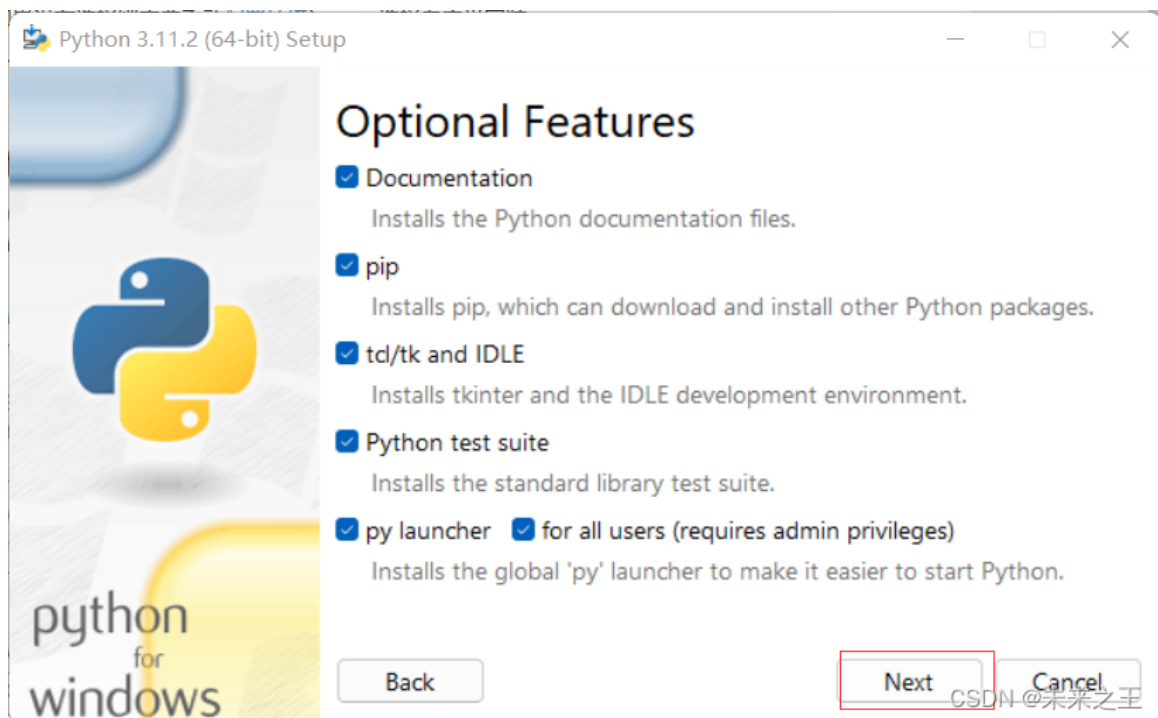 Python 3.11.2 (64-bit) Setup
Optional Features
Documentation
Installs the Python documentation files.
pip
Installs pip, which can download and install other Python packages.
tcl/tk and IDLE
Installs tkinter and the IDLE development environment.
Python test suite
Installs the standard library test suite.
py launcher for all users (requires admin privileges)
Installs the global 'py' launcher to make it easier to start Python.
python
for
windows
Back Next Cancel
CSDN @未来之王